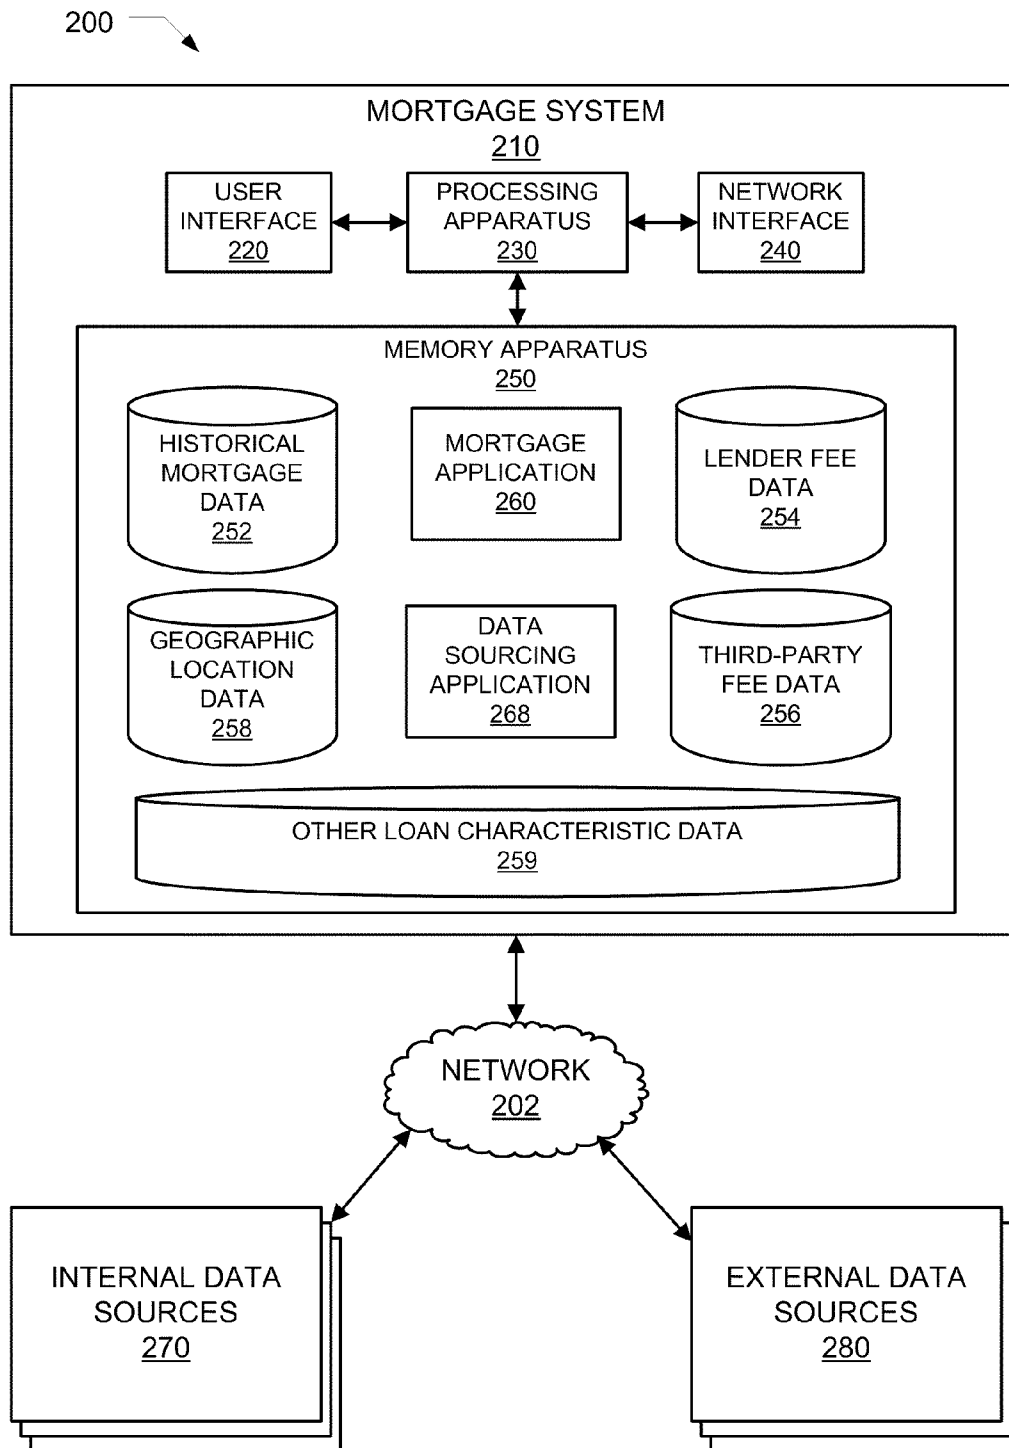 200
MORTGAGE SYSTEM
210
USER
INTERFACE
220
PROCESSING
APPARATUS
230
NETWORK
INTERFACE
240
MEMORY APPARATUS
250
HISTORICAL
MORTGAGE
DATA
252
MORTGAGE
APPLICATION
260
LENDER FEE
DATA
254
GEOGRAPHIC
LOCATION
DATA
258
DATA
SOURCING
APPLICATION
268
THIRD-PARTY
FEE DATA
256
OTHER LOAN CHARACTERISTIC DATA
259
NETWORK
202
INTERNAL DATA
SOURCES
270
EXTERNAL DATA
SOURCES
280